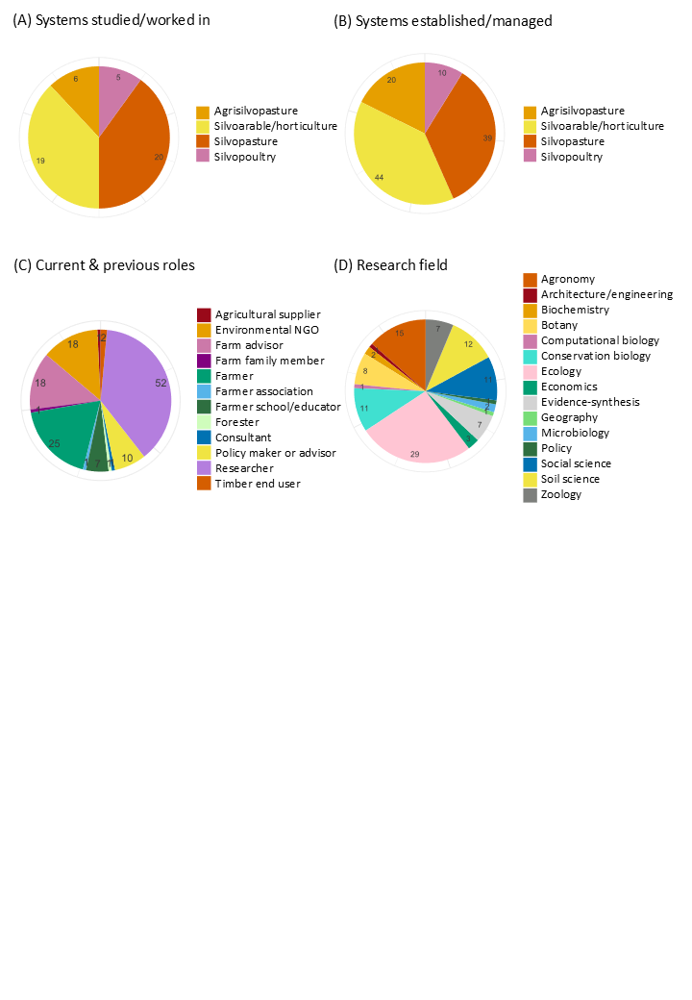 (A) Systems studied/worked in
6
5
19
20
Agrisilvopasture
Silvoarable/horticulture
Silvopasture
Silvopoultry
(B) Systems established/managed
20
10
39
44
Agrisilvopasture
Silvoarable/horticulture
Silvopasture
Silvopoultry
(C) Current & previous roles
2
18
52
18
25
7
10
Agricultural supplier
Environmental NGO
Farm advisor
Farm family member
Farmer
Farmer association
Farmer school/educator
Forester
Consultant
Policy maker or advisor
Researcher
Timber end user
(D) Research field
15
7
12
2
8
11
1
11
2
7
3
29
Agronomy
Architecture/engineering
Biochemistry
Botany
Computational biology
Conservation biology
Ecology
Economics
Evidence-synthesis
Geography
Microbiology
Policy
Social science
Soil science
Zoology